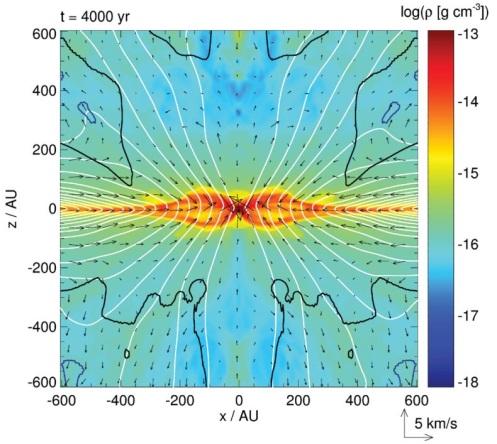 t = 4000 yr
log(ρ [g cm⁻³])
600
400
200
0
-200
-400
-600
z / AU
-600 -400 -200 0 200 400 600
x / AU
-13
-14
-15
-16
-17
-18
5 km/s